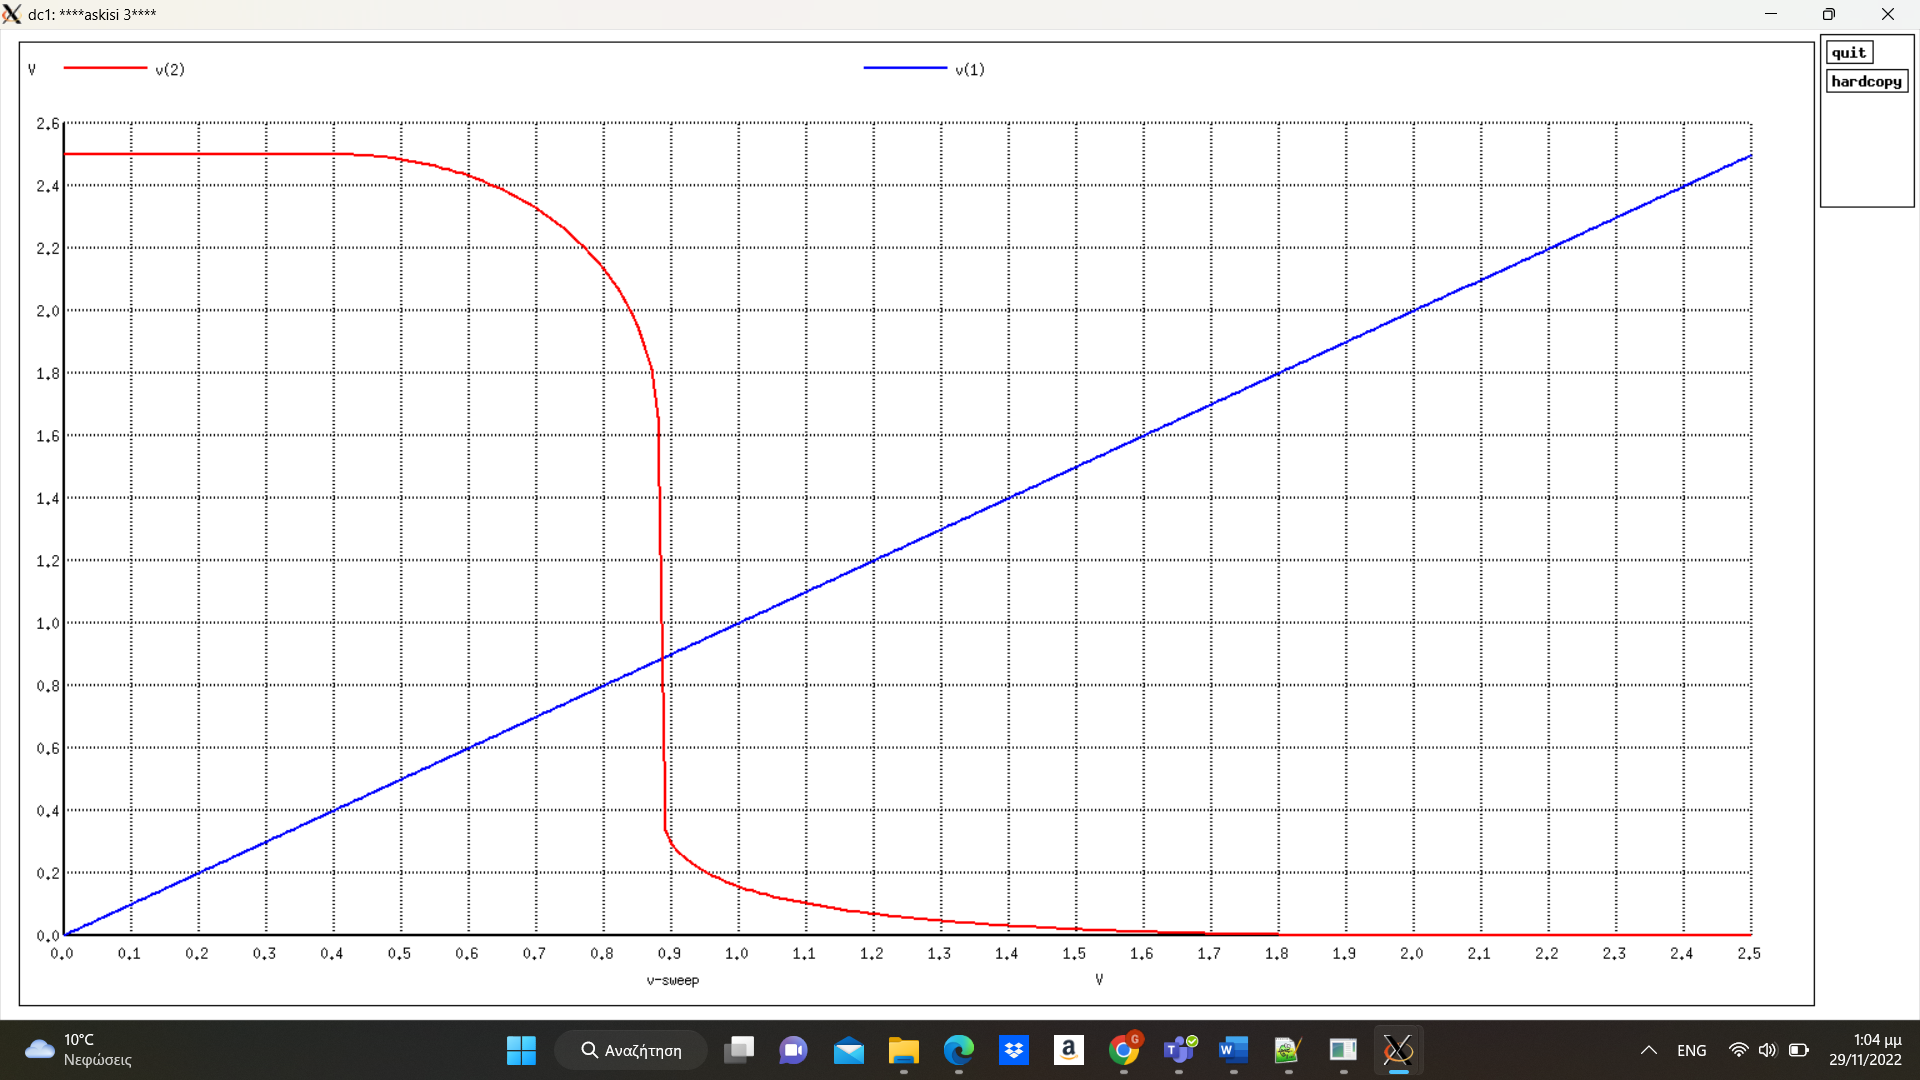 dc1: ****askisi 3****
quit
hardcopy
V v(2) v(1)
2.6
2.4
2.2
2.0
1.8
1.6
1.4
1.2
1.0
0.8
0.6
0.4
0.2
0.0
0.0 0.1 0.2 0.3 0.4 0.5 0.6 0.7 0.8 0.9 1.0 1.1 1.2 1.3 1.4 1.5 1.6 1.7 1.8 1.9 2.0 2.1 2.2 2.3 2.4 2.5
v-sweep V
10°C
Νεφώσεις
Αναζήτηση
a
G
T
W
ENG
1:04 μμ
29/11/2022